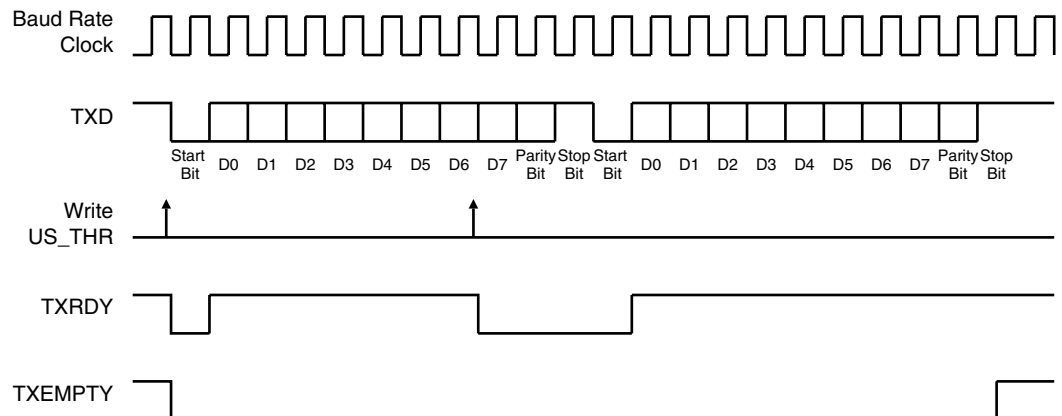 Baud Rate
Clock
TXD
Start
Bit
D0
D1
D2
D3
D4
D5
D6
D7
Parity
Bit
Stop
Bit
Start
Bit
D0
D1
D2
D3
D4
D5
D6
D7
Parity
Bit
Stop
Bit
Write
US_THR
TXRDY
TXEMPTY